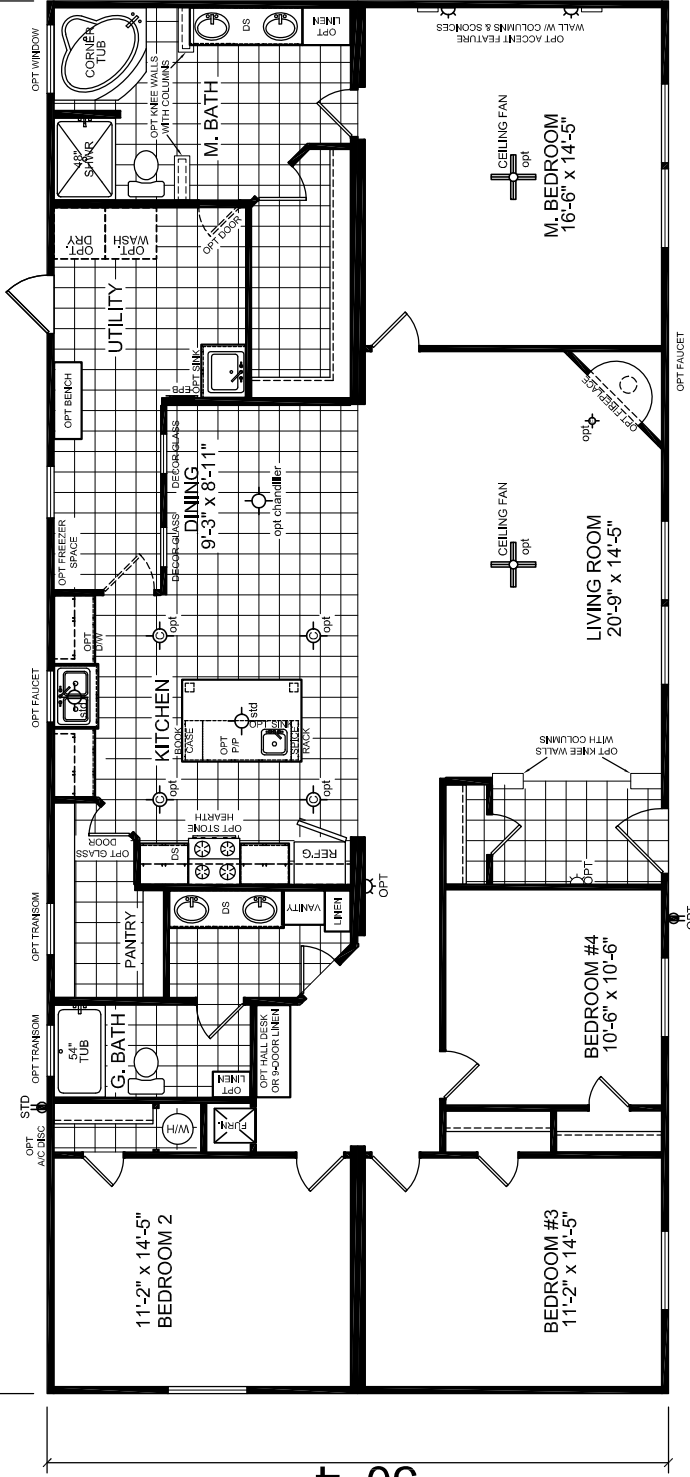 OPT WINDOW
CORNER
TUB
48"
SHWR
OPT KNEE WALLS
WITH COLUMNS
DS
OPT
LINEN
M. BATH
OPT ACCENT FEATURE
WALL W/ COLUMNS & SCONCES
CEILING FAN
opt
M. BEDROOM
16'-6" x 14'-5"
OPT.
DRY
OPT.
WASH
OPT DOOR
UTILITY
OPT BENCH
EPB
OPT SINK
OPT FREEZER
SPACE
DECOR GLASS
DECOR GLASS
DINING
9'-3" x 8'-11"
opt chandlier
OPT FIREPLACE
opt
OPT FAUCET
CEILING FAN
opt
LIVING ROOM
20'-9" x 14'-5"
OPT FAUCET
OPT
D/W
std
KITCHEN
C
opt
C
opt
C
opt
C
opt
BOOK
CASE
OPT
P/P
std
OPT SINK
SPICE
RACK
OPT STONE
HEARTH
DS
REF'G
OPT GLASS
DOOR
OPT KNEE WALLS
WITH COLUMNS
OPT
OPT TRANSOM
PANTRY
DS
VANITY
LINEN
OPT
OPT
OPT TRANSOM
54"
TUB
G. BATH
OPT
LINEN
OPT HALL DESK
OR 9-DOOR LINEN
BEDROOM #4
10'-6" x 10'-6"
STD
OPT
A/C DISC
W/H
FURN.
11'-2" x 14'-5"
BEDROOM 2
BEDROOM #3
11'-2" x 14'-5"